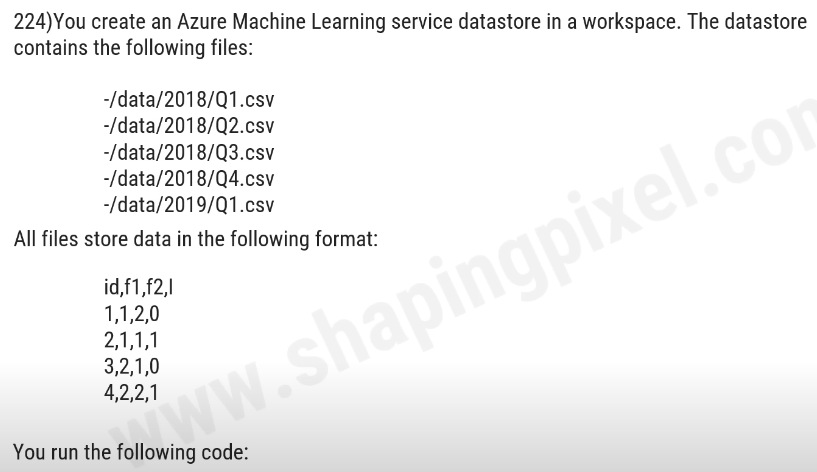 224)You create an Azure Machine Learning service datastore in a workspace. The datastore
contains the following files:
-/data/2018/Q1.csv
-/data/2018/Q2.csv
-/data/2018/Q3.csv
-/data/2018/Q4.csv
-/data/2019/Q1.csv
All files store data in the following format:
id,f1,f2,l
1,1,2,0
2,1,1,1
3,2,1,0
4,2,2,1
You run the following code:
www.shapingpixel.com